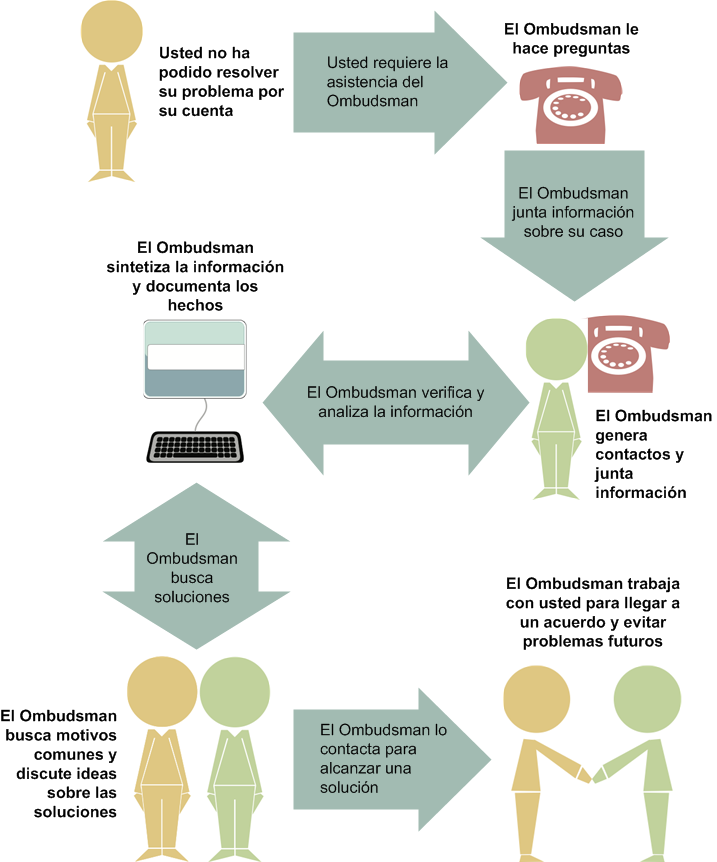 Usted no ha
podido resolver
su problema por
su cuenta
Usted requiere la
asistencia del
Ombudsman
El Ombudsman le
hace preguntas
El Ombudsman
junta información
sobre su caso
El Ombudsman
genera
contactos y
junta
información
El Ombudsman verifica y
analiza la información
El Ombudsman
sintetiza la información
y documenta los
hechos
El
Ombudsman
busca
soluciones
El Ombudsman
busca motivos
comunes y
discute ideas
sobre las
soluciones
El Ombudsman lo
contacta para
alcanzar una
solución
El Ombudsman trabaja
con usted para llegar a
un acuerdo y evitar
problemas futuros